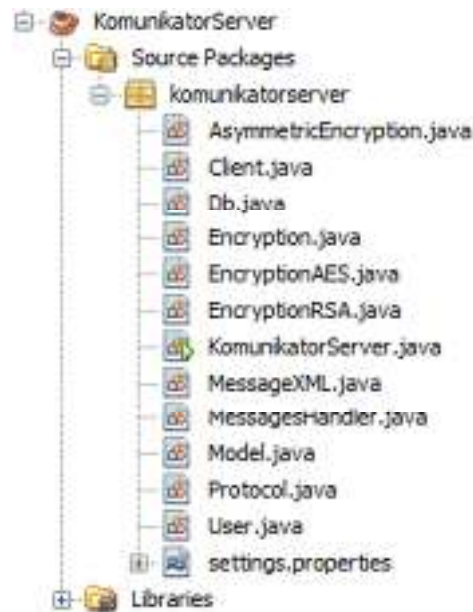 KomunikatorServer
Source Packages
komunikatorserver
AsymmetricEncryption.java
Client.java
Db.java
Encryption.java
EncryptionAES.java
EncryptionRSA.java
KomunikatorServer.java
MessageXML.java
MessagesHandler.java
Model.java
Protocol.java
User.java
settings.properties
Libraries